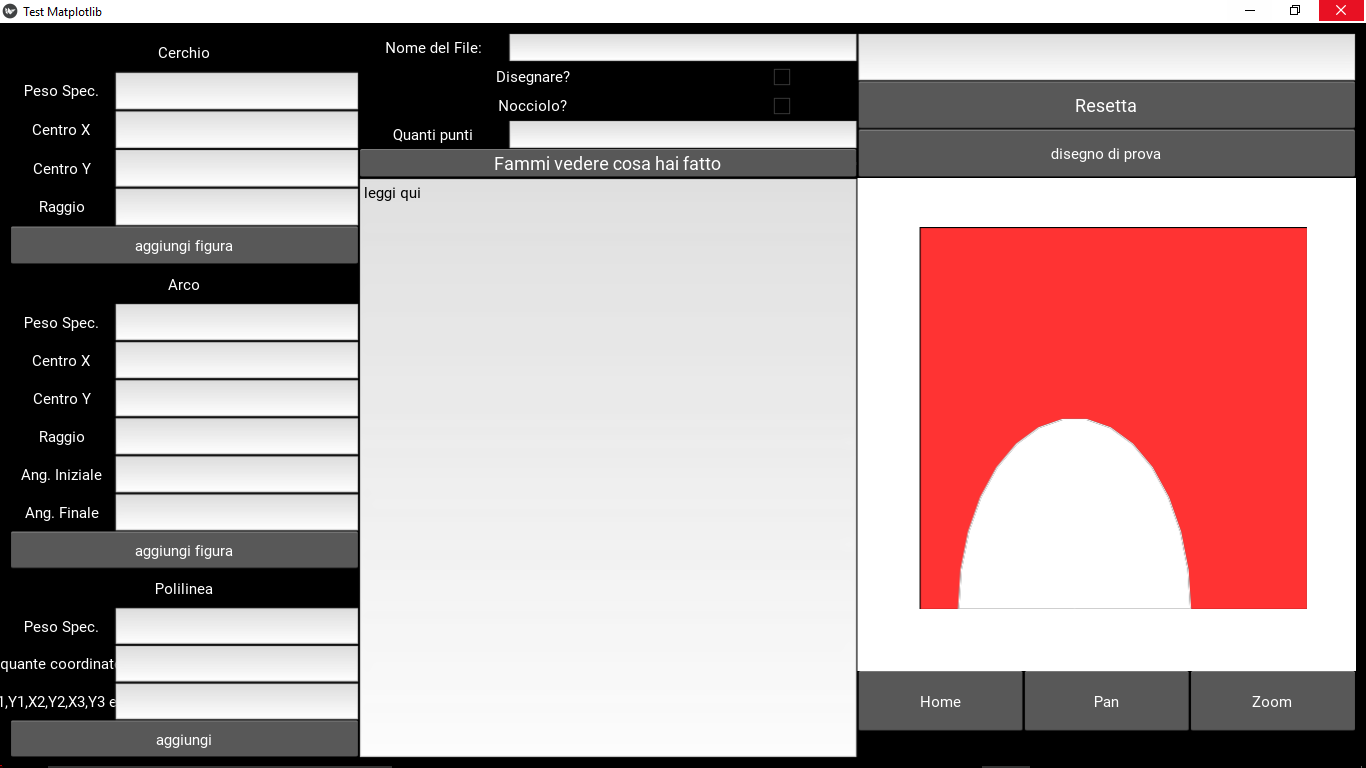 Test Matplotlib
Cerchio
Peso Spec.
Centro X
Centro Y
Raggio
aggiungi figura
Arco
Peso Spec.
Centro X
Centro Y
Raggio
Ang. Iniziale
Ang. Finale
aggiungi figura
Polilinea
Peso Spec.
quante coordinat
1,Y1,X2,Y2,X3,Y3 e
aggiungi
Nome del File:
Disegnare?
Nocciolo?
Quanti punti
Fammi vedere cosa hai fatto
leggi qui
Resetta
disegno di prova
Home
Pan
Zoom